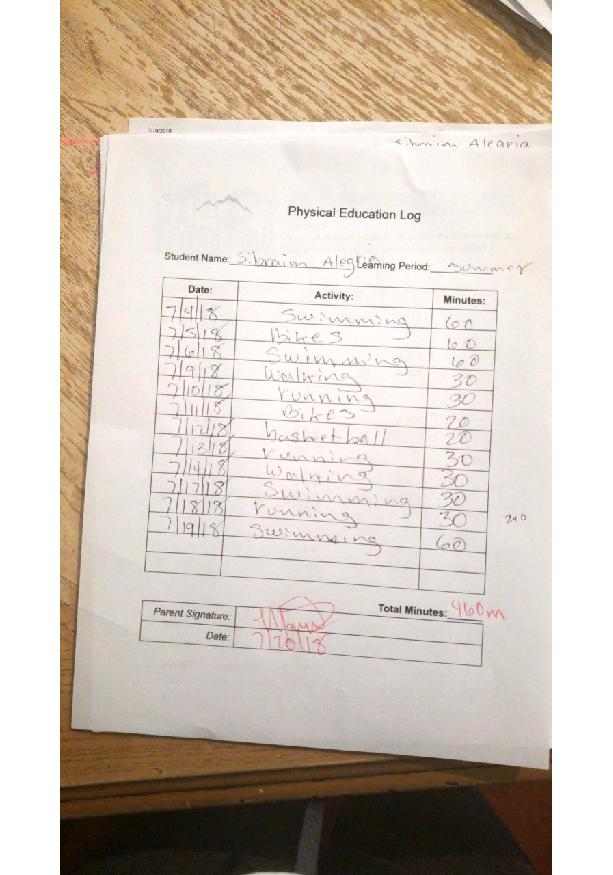 Sibraim Alegria
Physical Education Log
Student Name: Sibraim Alegria Learning Period: summer
Date: Activity: Minutes:
7/4/18 Swimming 60
7/5/18 Bikes 60
7/6/18 Swimming 60
7/9/18 Walking 30
7/10/18 running 30
7/11/18 Bikes 20
7/12/18 basketball 20
7/13/18 running 30
7/14/18 Walking 30
7/17/18 Swimming 30
7/18/18 running 30
7/19/18 Swimming 60
Total Minutes: 460m
Parent Signature:
Date: 7/20/18